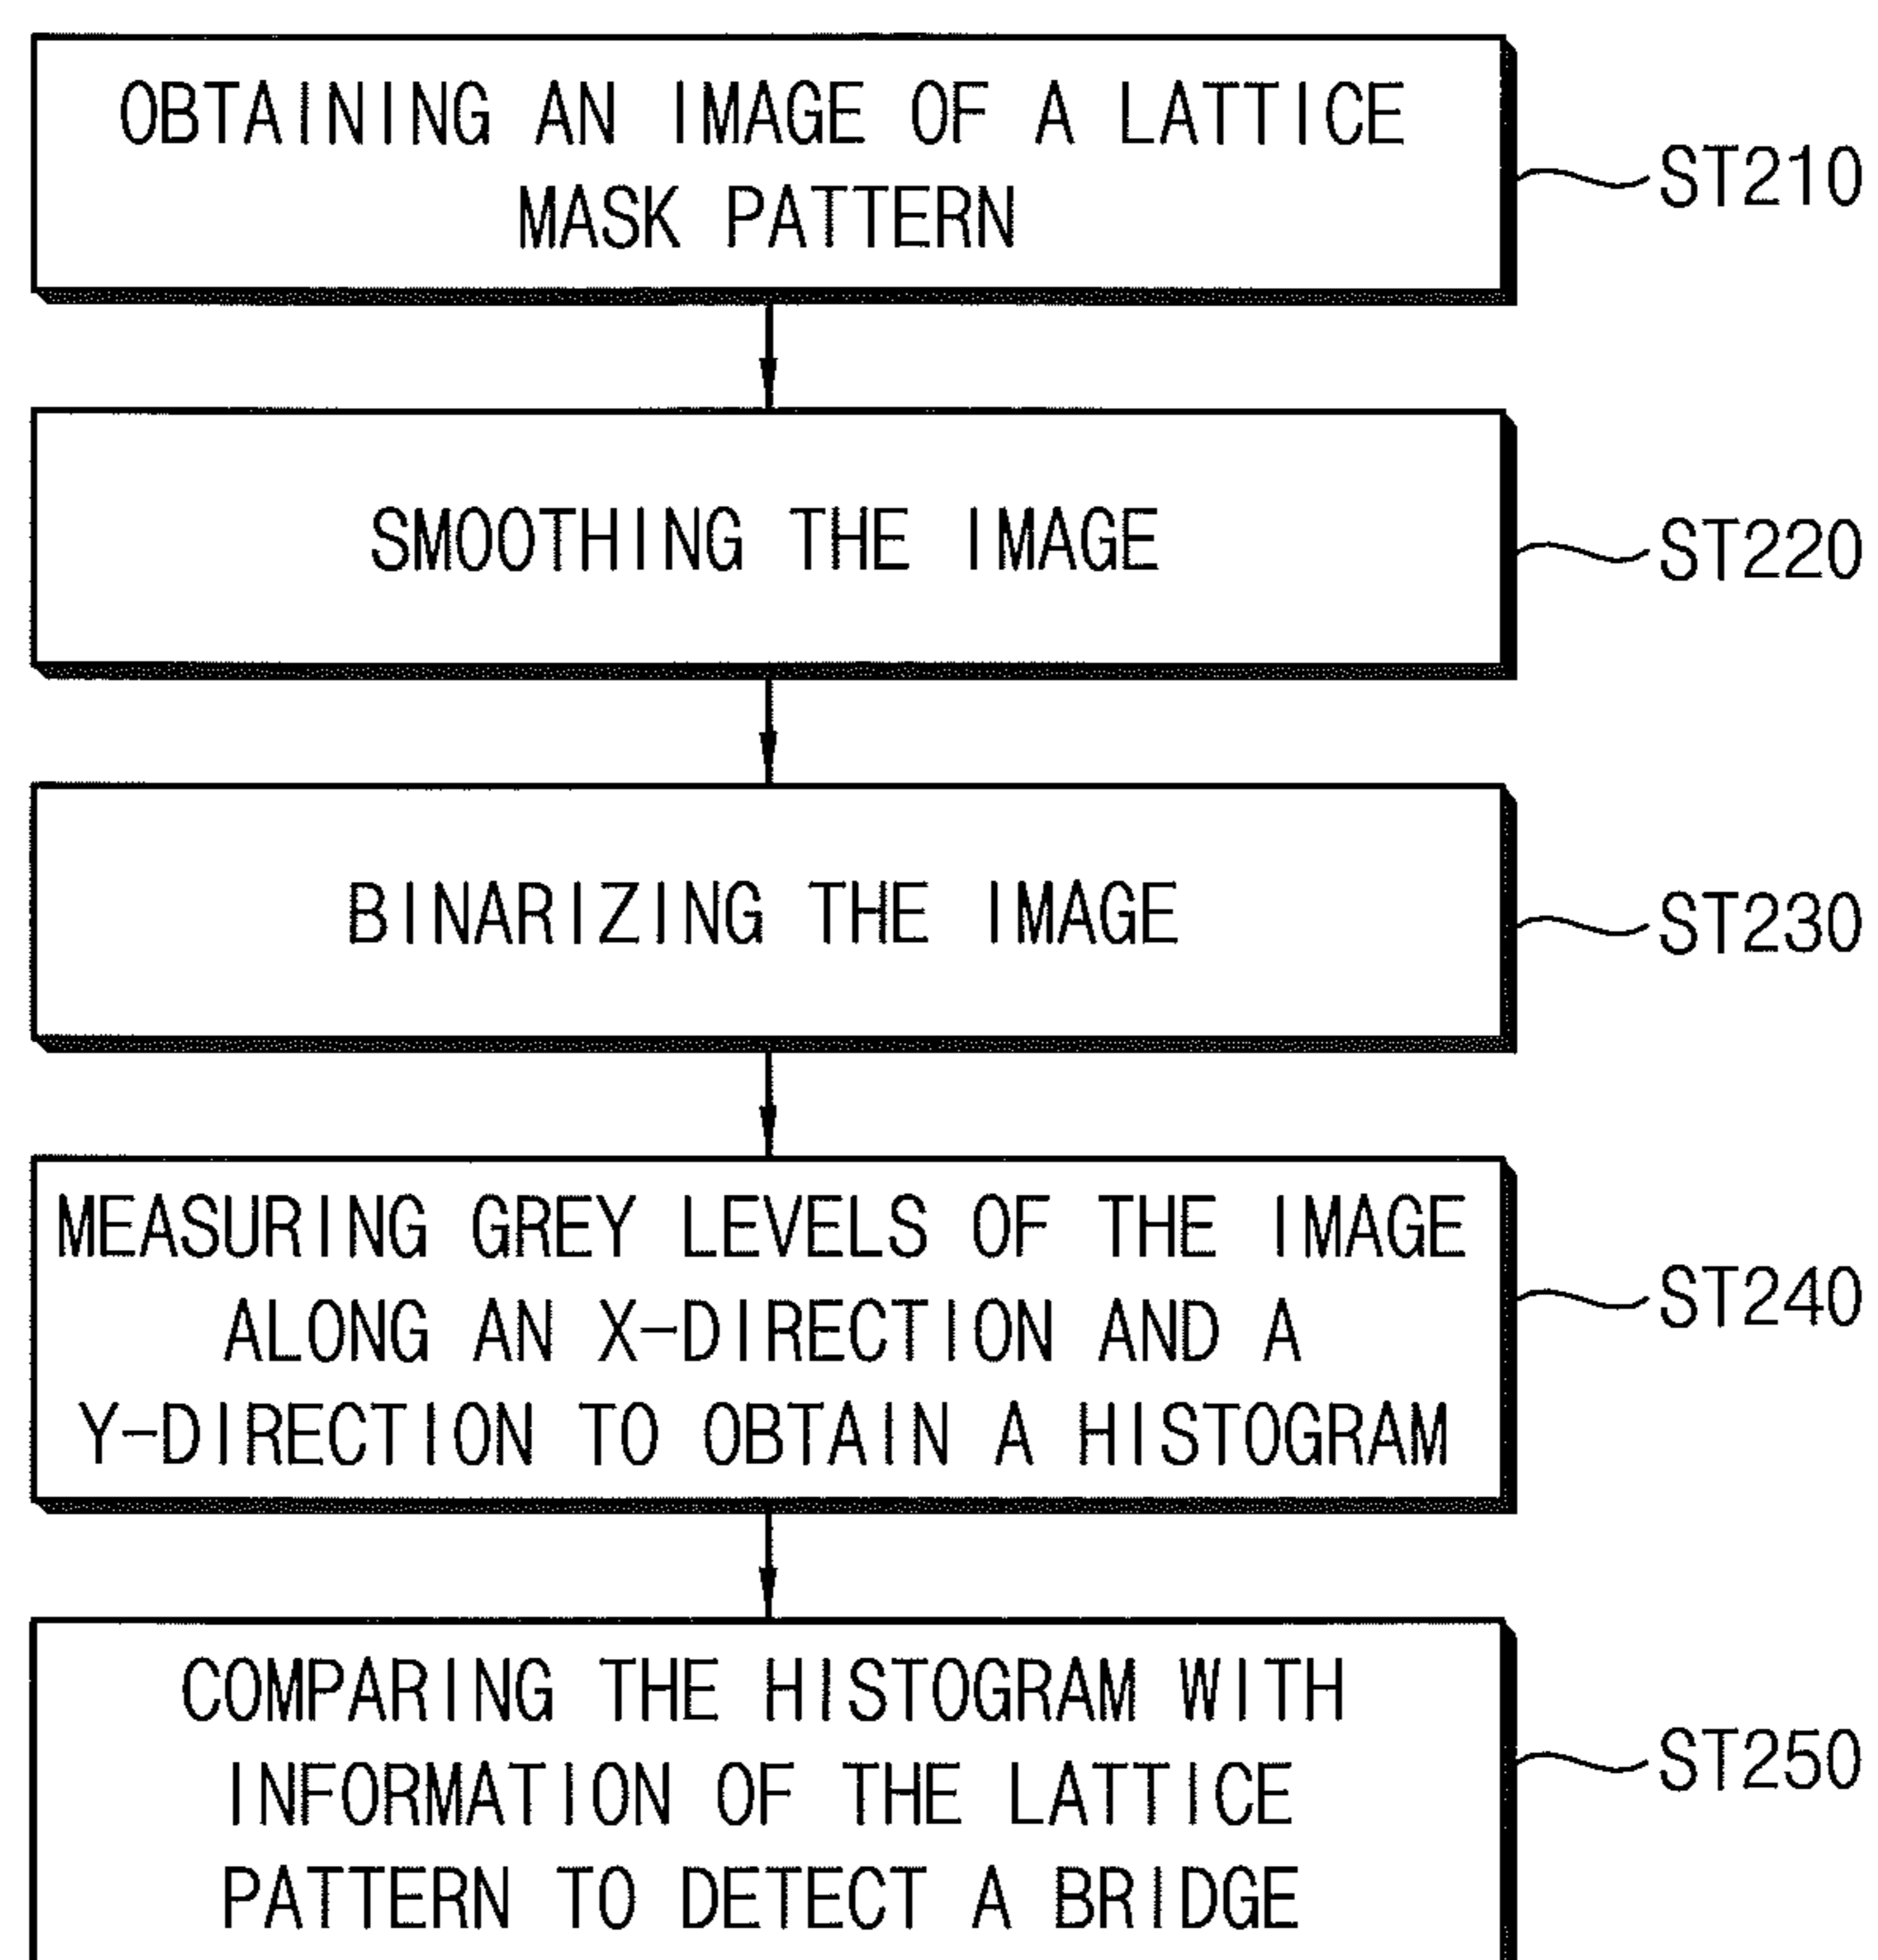 OBTAINING AN IMAGE OF A LATTICE
MASK PATTERN
ST210
SMOOTHING THE IMAGE
ST220
BINARIZING THE IMAGE
ST230
MEASURING GREY LEVELS OF THE IMAGE
ALONG AN X-DIRECTION AND A
Y-DIRECTION TO OBTAIN A HISTOGRAM
ST240
COMPARING THE HISTOGRAM WITH
INFORMATION OF THE LATTICE
PATTERN TO DETECT A BRIDGE
ST250